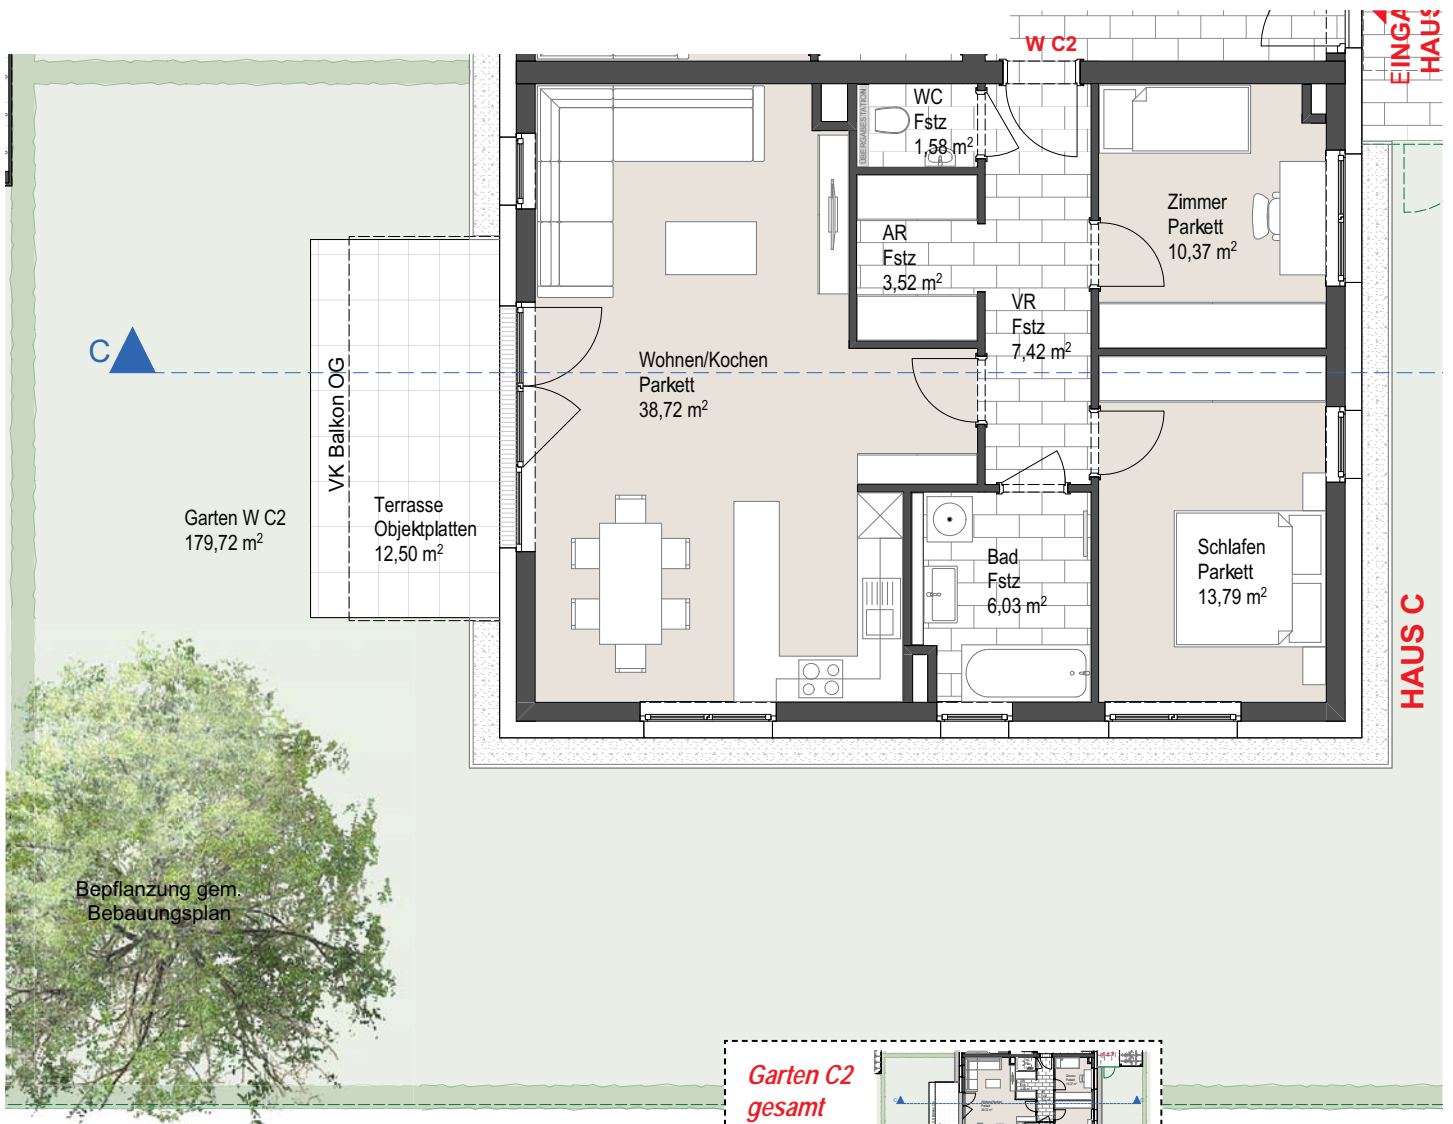 W C2
EINGA
HAUS
WC
Fstz
1,58 m²
ÜBERGABESTATION
Zimmer
Parkett
10,37 m²
AR
Fstz
3,52 m²
VR
Fstz
7,42 m²
C
VK Balkon OG
Wohnen/Kochen
Parkett
38,72 m²
Garten W C2
179,72 m²
Terrasse
Objektplatten
12,50 m²
Bad
Fstz
6,03 m²
Schlafen
Parkett
13,79 m²
HAUS C
Bepflanzung gem.
Bebauungsplan
Garten C2
gesamt